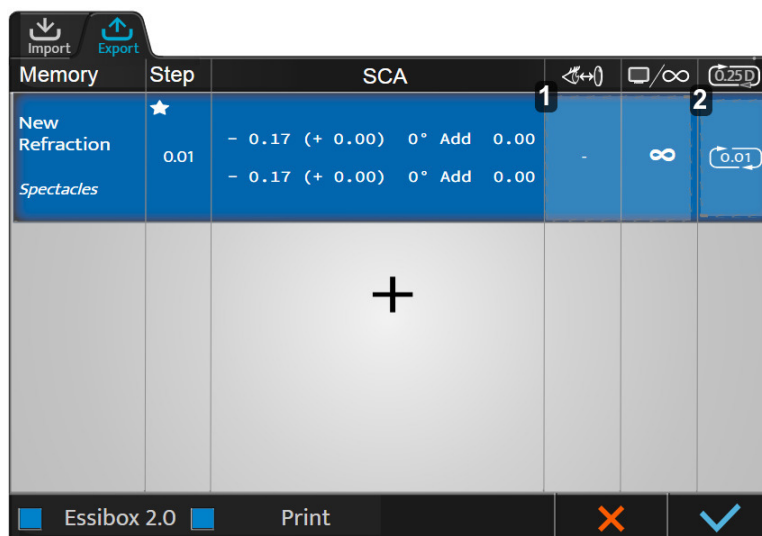 Import Export
Memory Step SCA 1 /∞ 2 0.25 D
New
Refraction
Spectacles
0.01
- 0.17 (+ 0.00) 0° Add 0.00
- 0.17 (+ 0.00) 0° Add 0.00
- ∞ 0.01
+
Essibox 2.0 Print